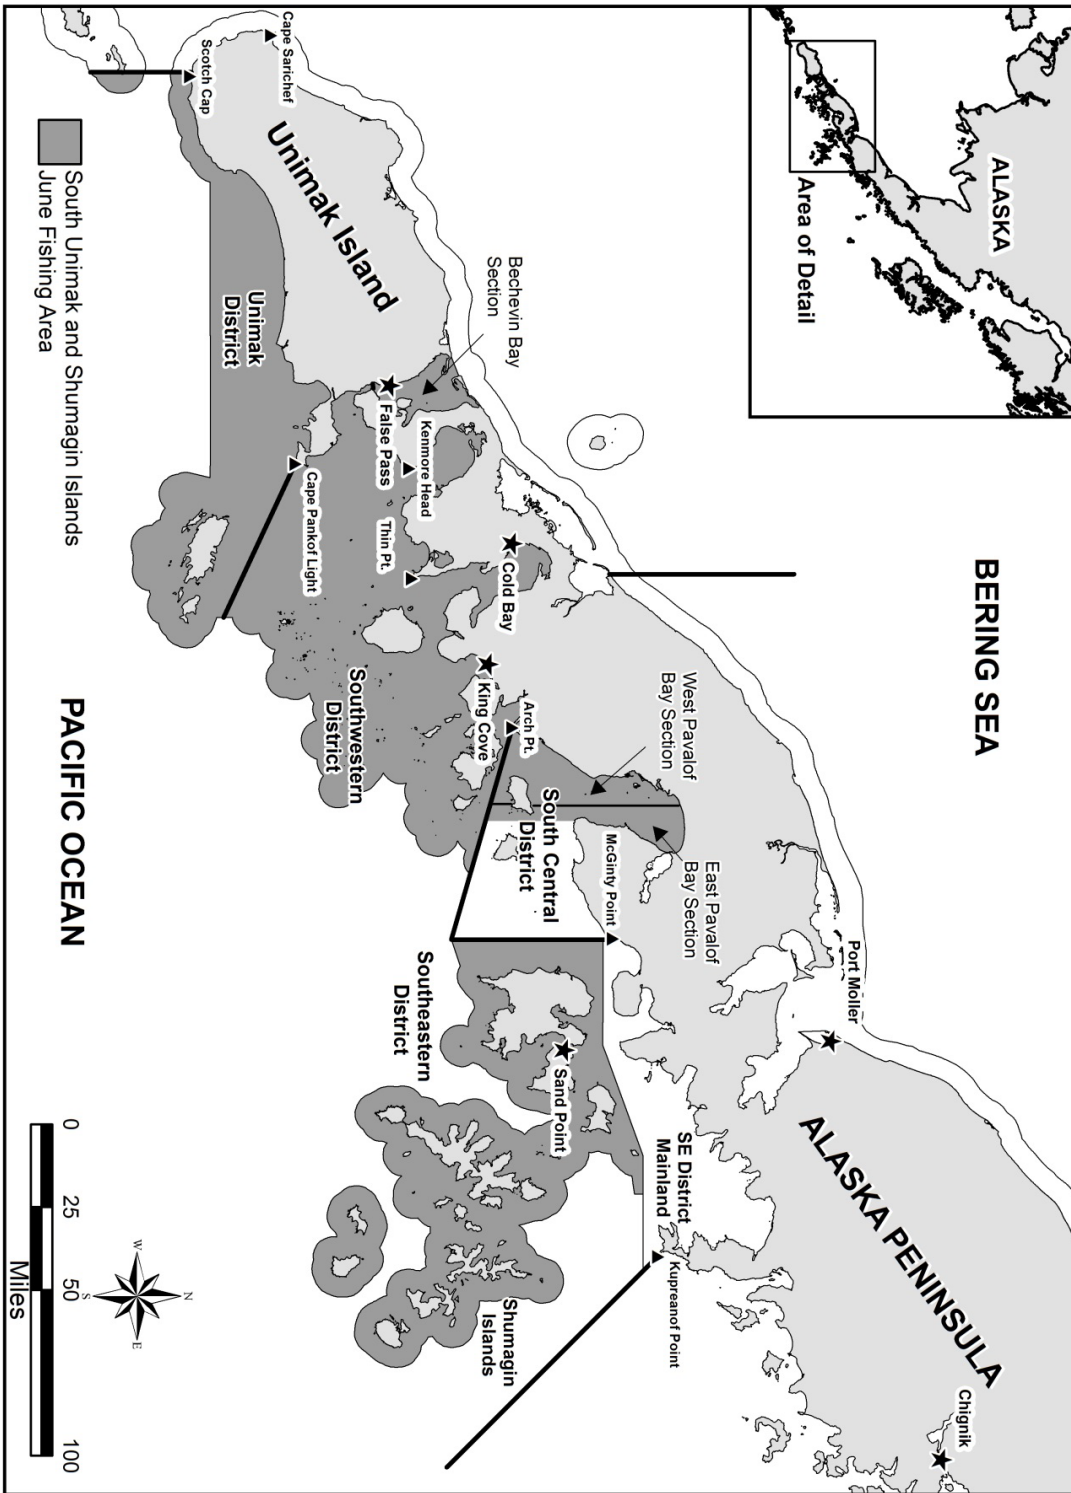 ALASKA
Area of Detail
BERING SEA
Cape Sarichef
Scotch Cap
Unimak Island
Bechevin Bay
Section
Unimak
District
False Pass
Kenmore Head
Cape Pankof Light
Thin Pt.
Cold Bay
King Cove
Arch Pt.
Southwestern
District
West Pavalof
Bay Section
East Pavalof
Bay Section
South Central
District
McGinty Point
Port Moller
ALASKA PENINSULA
Chignik
SE District
Mainland
Kupreanof Point
Sand Point
Southeastern
District
Shumagin
Islands
PACIFIC OCEAN
South Unimak and Shumagin Islands
June Fishing Area
0 25 50 100
Miles
N
W
E
S